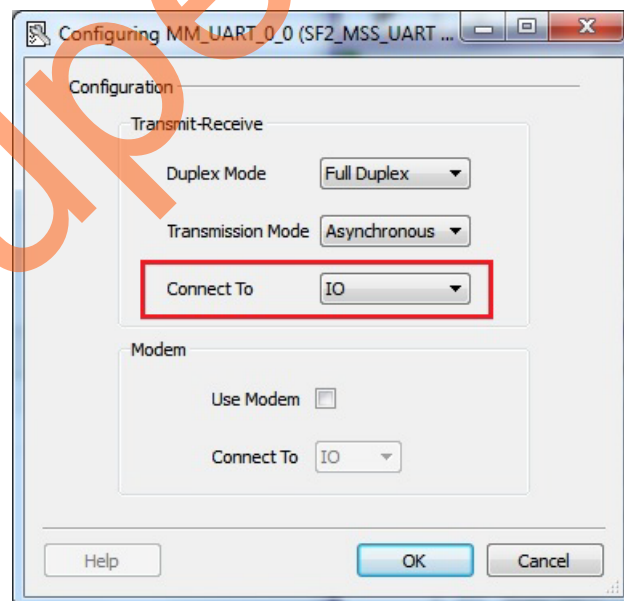 Configuring MM_UART_0_0 (SF2_MSS_UART ...
Configuration
Transmit-Receive
Duplex Mode Full Duplex
Transmission Mode Asynchronous
Connect To IO
Modem
Use Modem
Connect To IO
Help OK Cancel